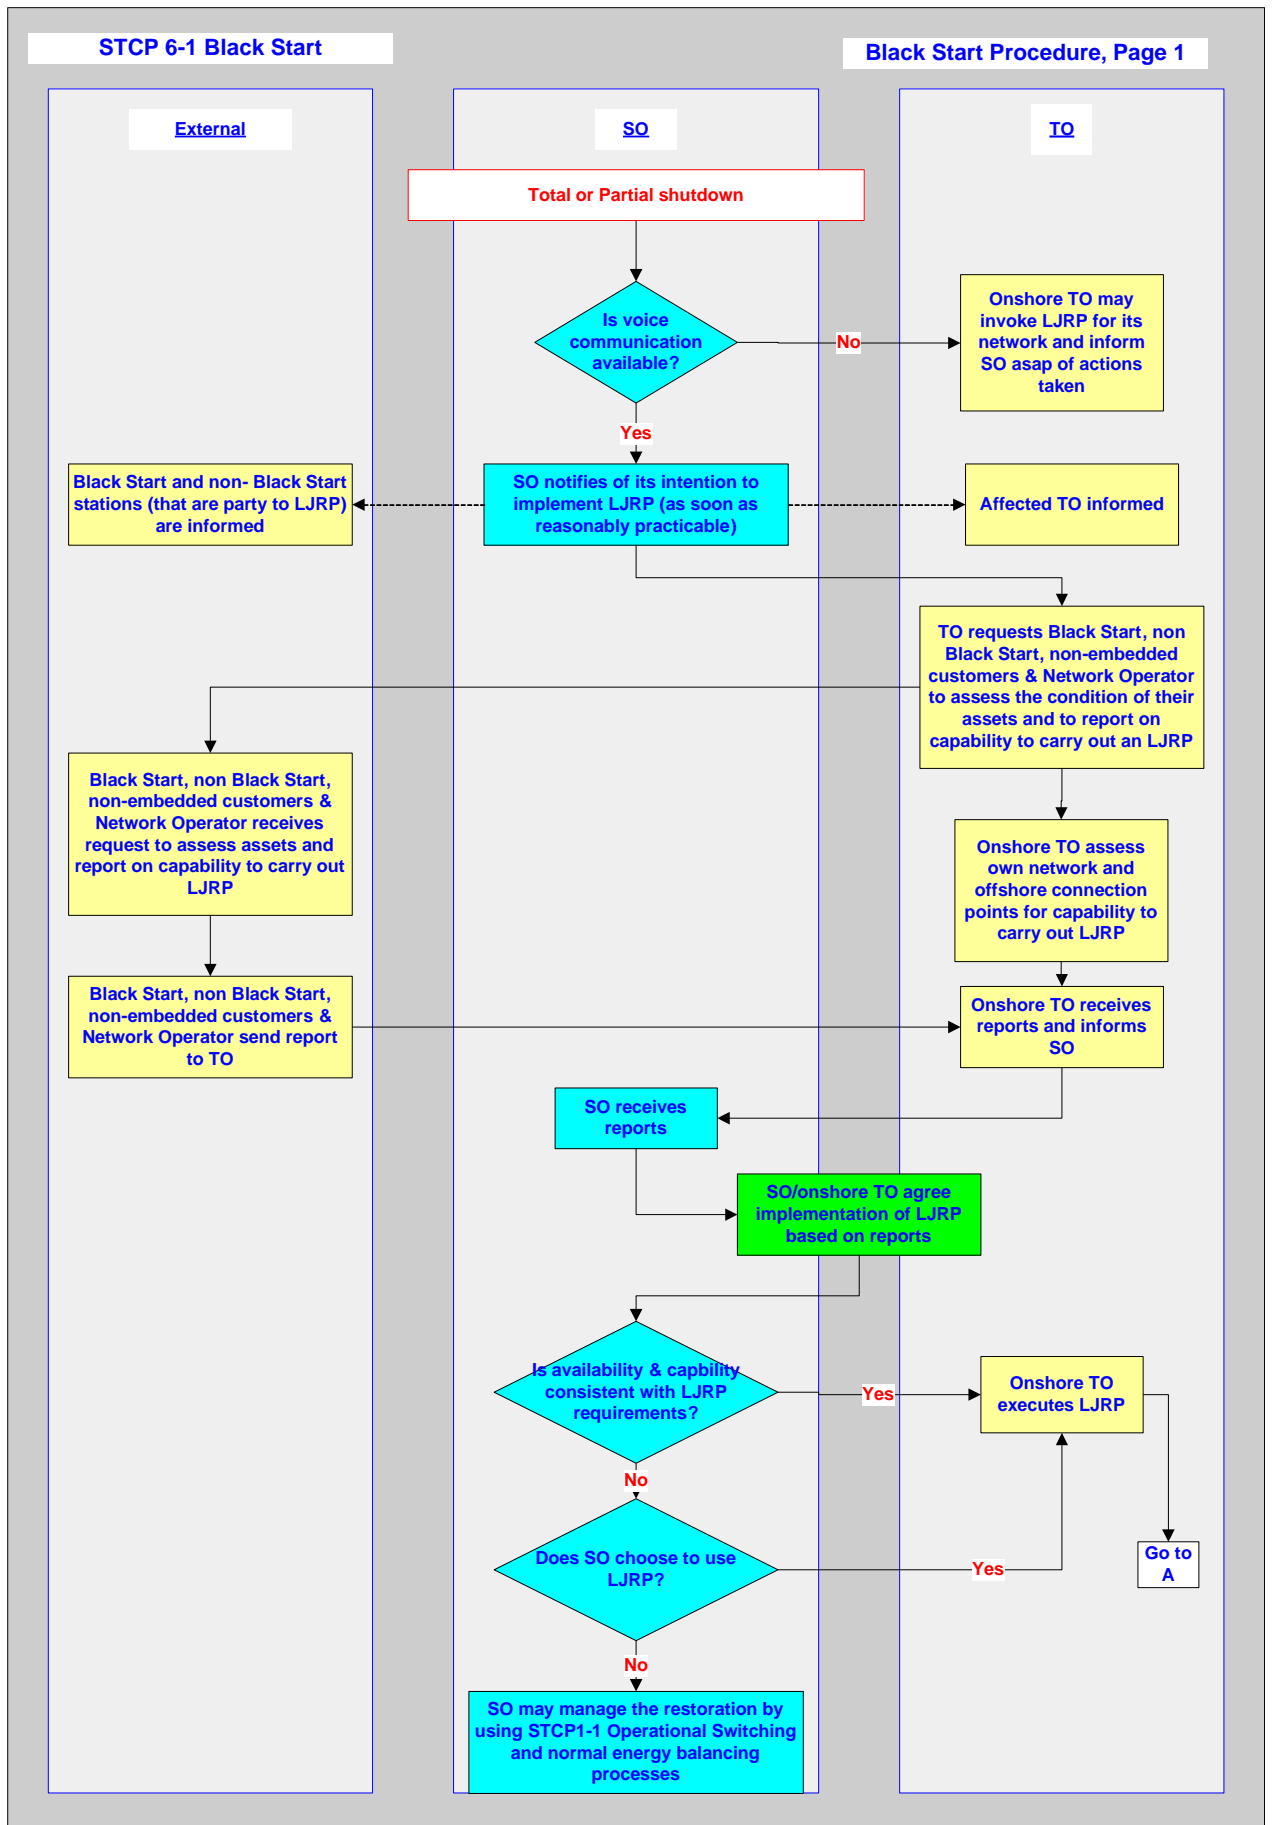 STCP 6-1 Black Start
Black Start Procedure, Page 1
External
SO
TO
Total or Partial shutdown
Is voice
communication
available?
No
Onshore TO may
invoke LJRP for its
network and inform
SO asap of actions
taken
Yes
Black Start and non- Black Start
stations (that are party to LJRP)
are informed
SO notifies of its intention to
implement LJRP (as soon as
reasonably practicable)
Affected TO informed
TO requests Black Start, non
Black Start, non-embedded
customers & Network Operator
to assess the condition of their
assets and to report on
capability to carry out an LJRP
Black Start, non Black Start,
non-embedded customers &
Network Operator receives
request to assess assets and
report on capability to carry out
LJRP
Onshore TO assess
own network and
offshore connection
points for capability to
carry out LJRP
Black Start, non Black Start,
non-embedded customers &
Network Operator send report
to TO
Onshore TO receives
reports and informs
SO
SO receives
reports
SO/onshore TO agree
implementation of LJRP
based on reports
Is availability & capbility
consistent with LJRP
requirements?
Yes
Onshore TO
executes LJRP
No
Does SO choose to use
LJRP?
Yes
Go to
A
No
SO may manage the restoration by
using STCP1-1 Operational Switching
and normal energy balancing
processes